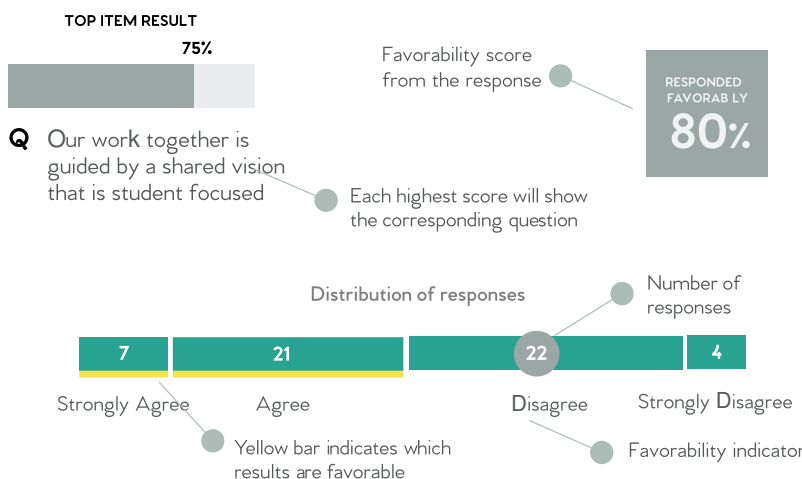 TOP ITEM RESULT
75%
Q Our work together is
guided by a shared vision
that is student focused
Favorability score
from the response
RESPONDED
FAVORAB LY
80%
Each highest score will show
the corresponding question
Distribution of responses
Number of
responses
7 21 22 4
Strongly Agree Agree Disagree Strongly Disagree
Yellow bar indicates which
results are favorable
Favorability indicator